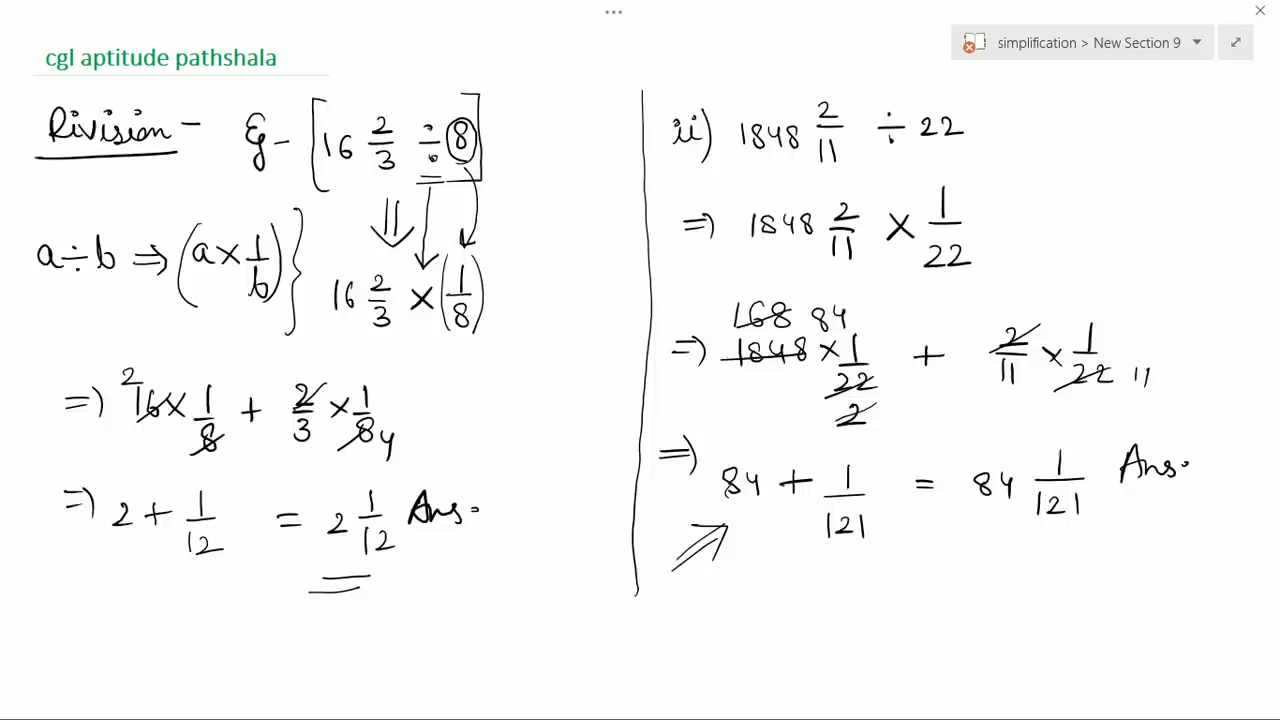 cgl aptitude pathshala
simplification > New Section 9
Rivision - Eg - [16 2/3 ÷ 8]
a ÷ b ⇒ (a × 1/b) }
16 2/3 × (1/8)
⇒) 2 16 × 1/8 + 2/3 × 1/8 4
⇒) 2 + 1/12 = 2 1/12 Ans.
ii) 1848 2/11 ÷ 22
⇒) 1848 2/11 × 1/22
168 84
⇒) 1848 × 1/22 + 2/11 × 1/22 11
2
⇒) 84 + 1/121 = 84 1/121 Ans.